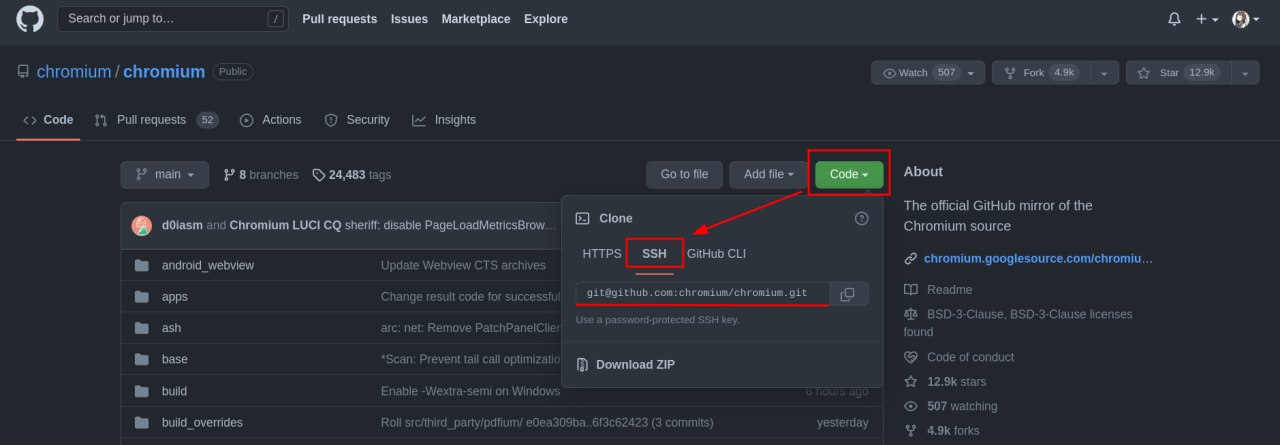 Search or jump to… /
Pull requests Issues Marketplace Explore
chromium / chromium Public
Watch 507 Fork 4.9k Star 12.9k
Code Pull requests 52 Actions Security Insights
main 8 branches 24,483 tags Go to file Add file Code
d0iasm and Chromium LUCI CQ sheriff: disable PageLoadMetricsBrow…
android_webview Update Webview CTS archives
apps Change result code for successful
ash arc: net: Remove PatchPanelClien
base *Scan: Prevent tail call optimizatio
build Enable -Wextra-semi on Windows 6 hours ago
build_overrides Roll src/third_party/pdfium/ e0ea309ba..6f3c62423 (3 commits) yesterday
Clone
HTTPS SSH GitHub CLI
git@github.com:chromium/chromium.git
Use a password-protected SSH key.
Download ZIP
About
The official GitHub mirror of the
Chromium source
chromium.googlesource.com/chromiu…
Readme
BSD-3-Clause, BSD-3-Clause licenses
found
Code of conduct
12.9k stars
507 watching
4.9k forks